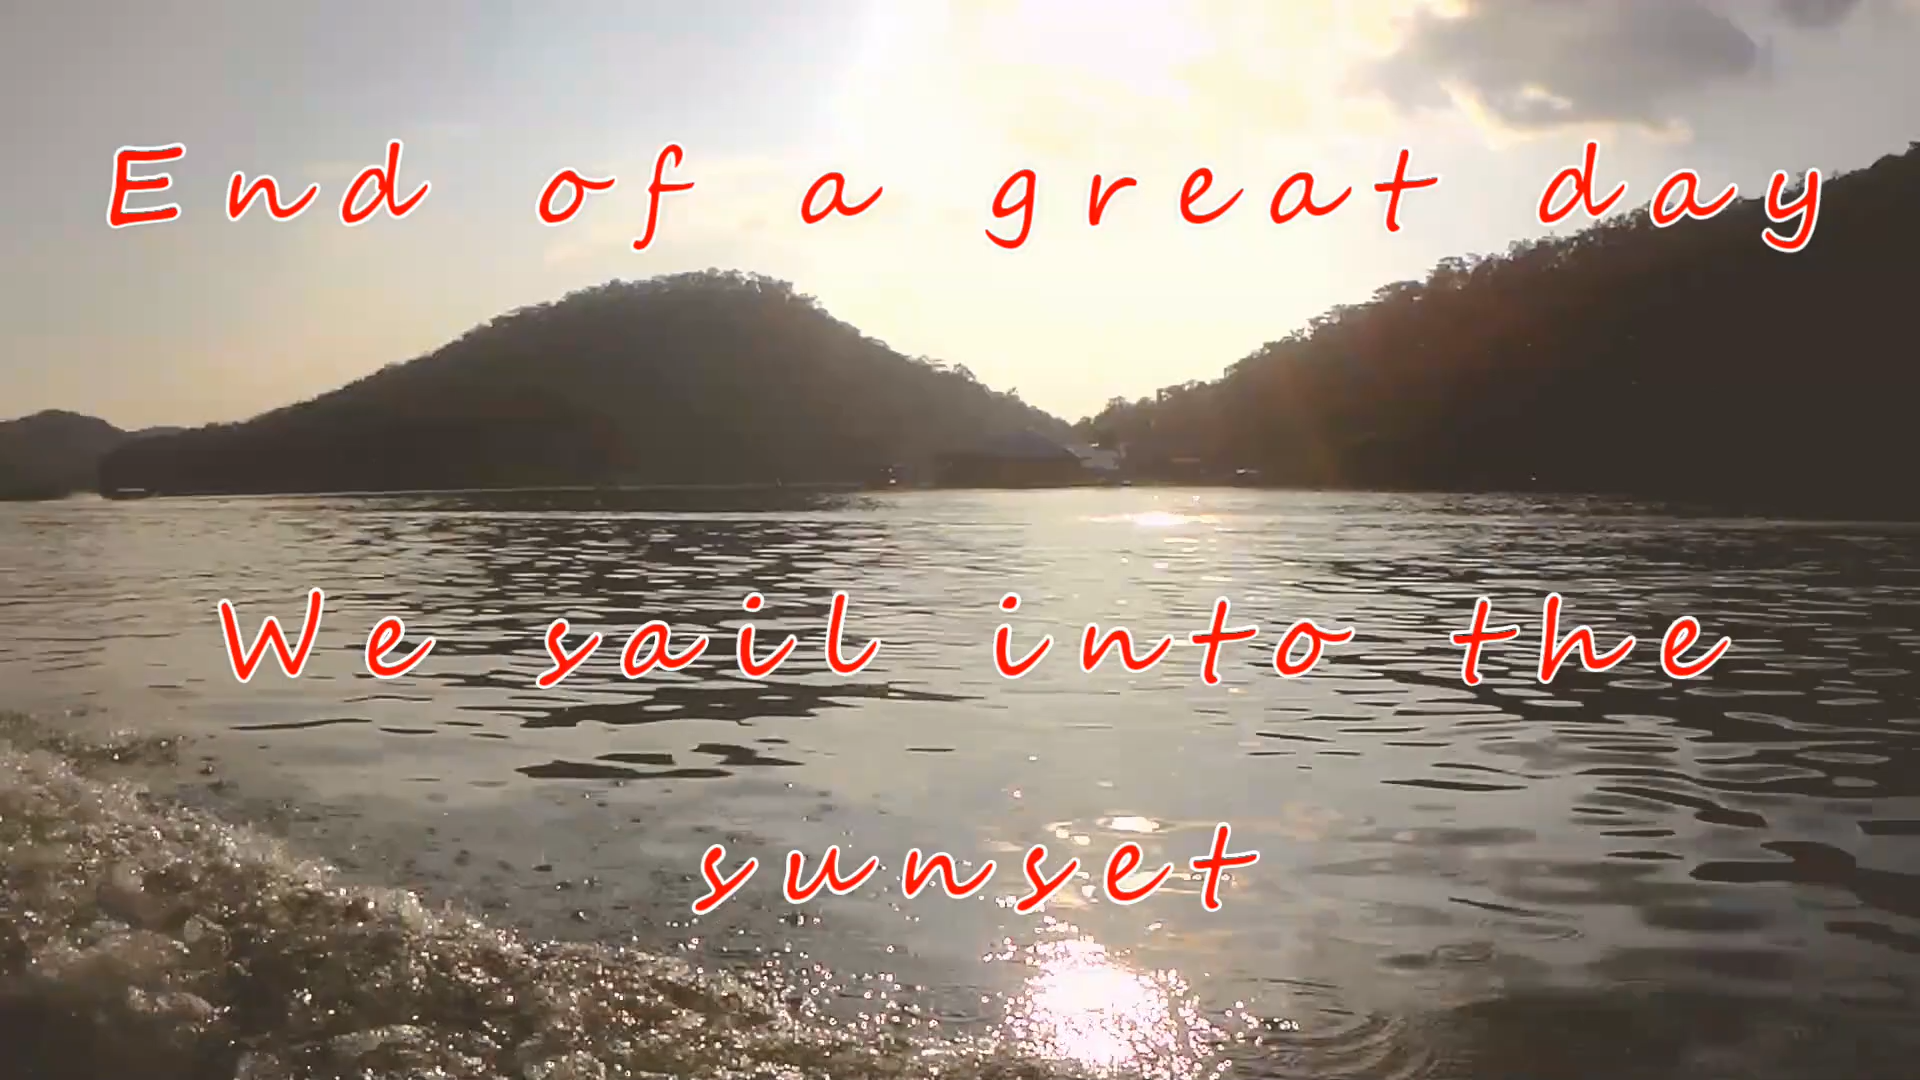 End of a great day
We sail into the
sunset